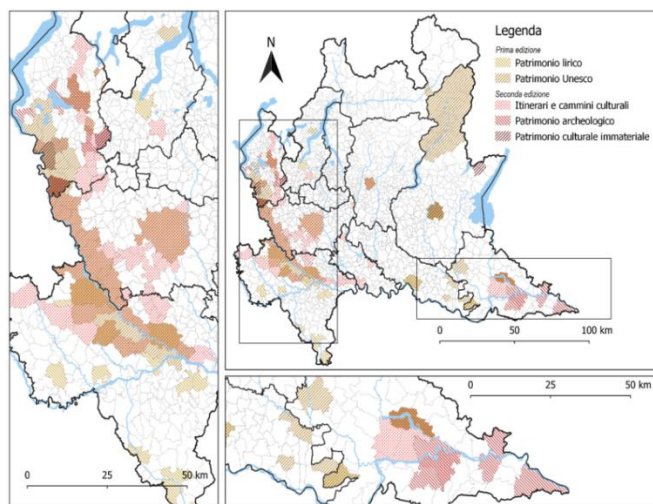 Legenda
N
Prima edizione
Patrimonio lirico
Patrimonio Unesco
Seconda edizione
Itinerari e cammini culturali
Patrimonio archeologico
Patrimonio culturale immateriale
0 50 100 km
0 25 50 km
0 25 50 km